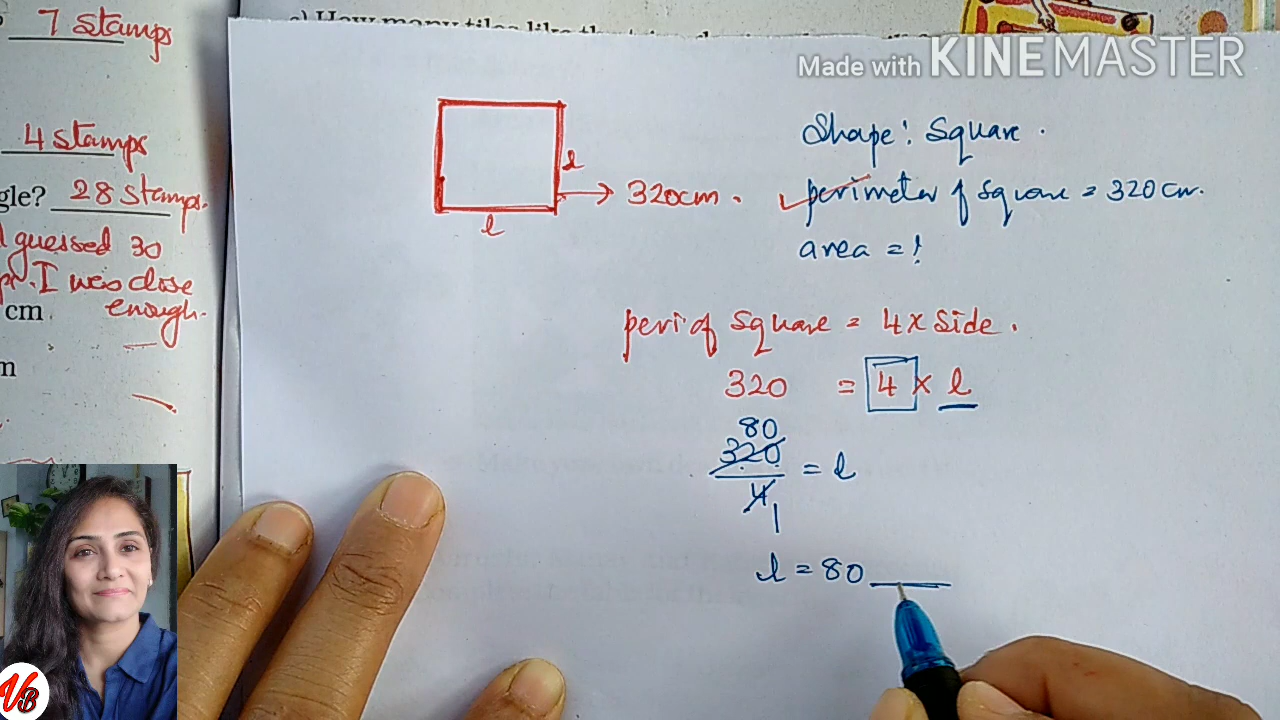 7 stamps
4 stamps
gle? 28 stamps.
guessed 30
I was close
enough.
cm
m
Made with KINEMASTER
l
l
320cm.
Shape: Square.
perimeter of square = 320 cm.
area = ?
peri. of square = 4 x side.
320 = 4 x l
80
320 = l
4
1
l = 80
VB